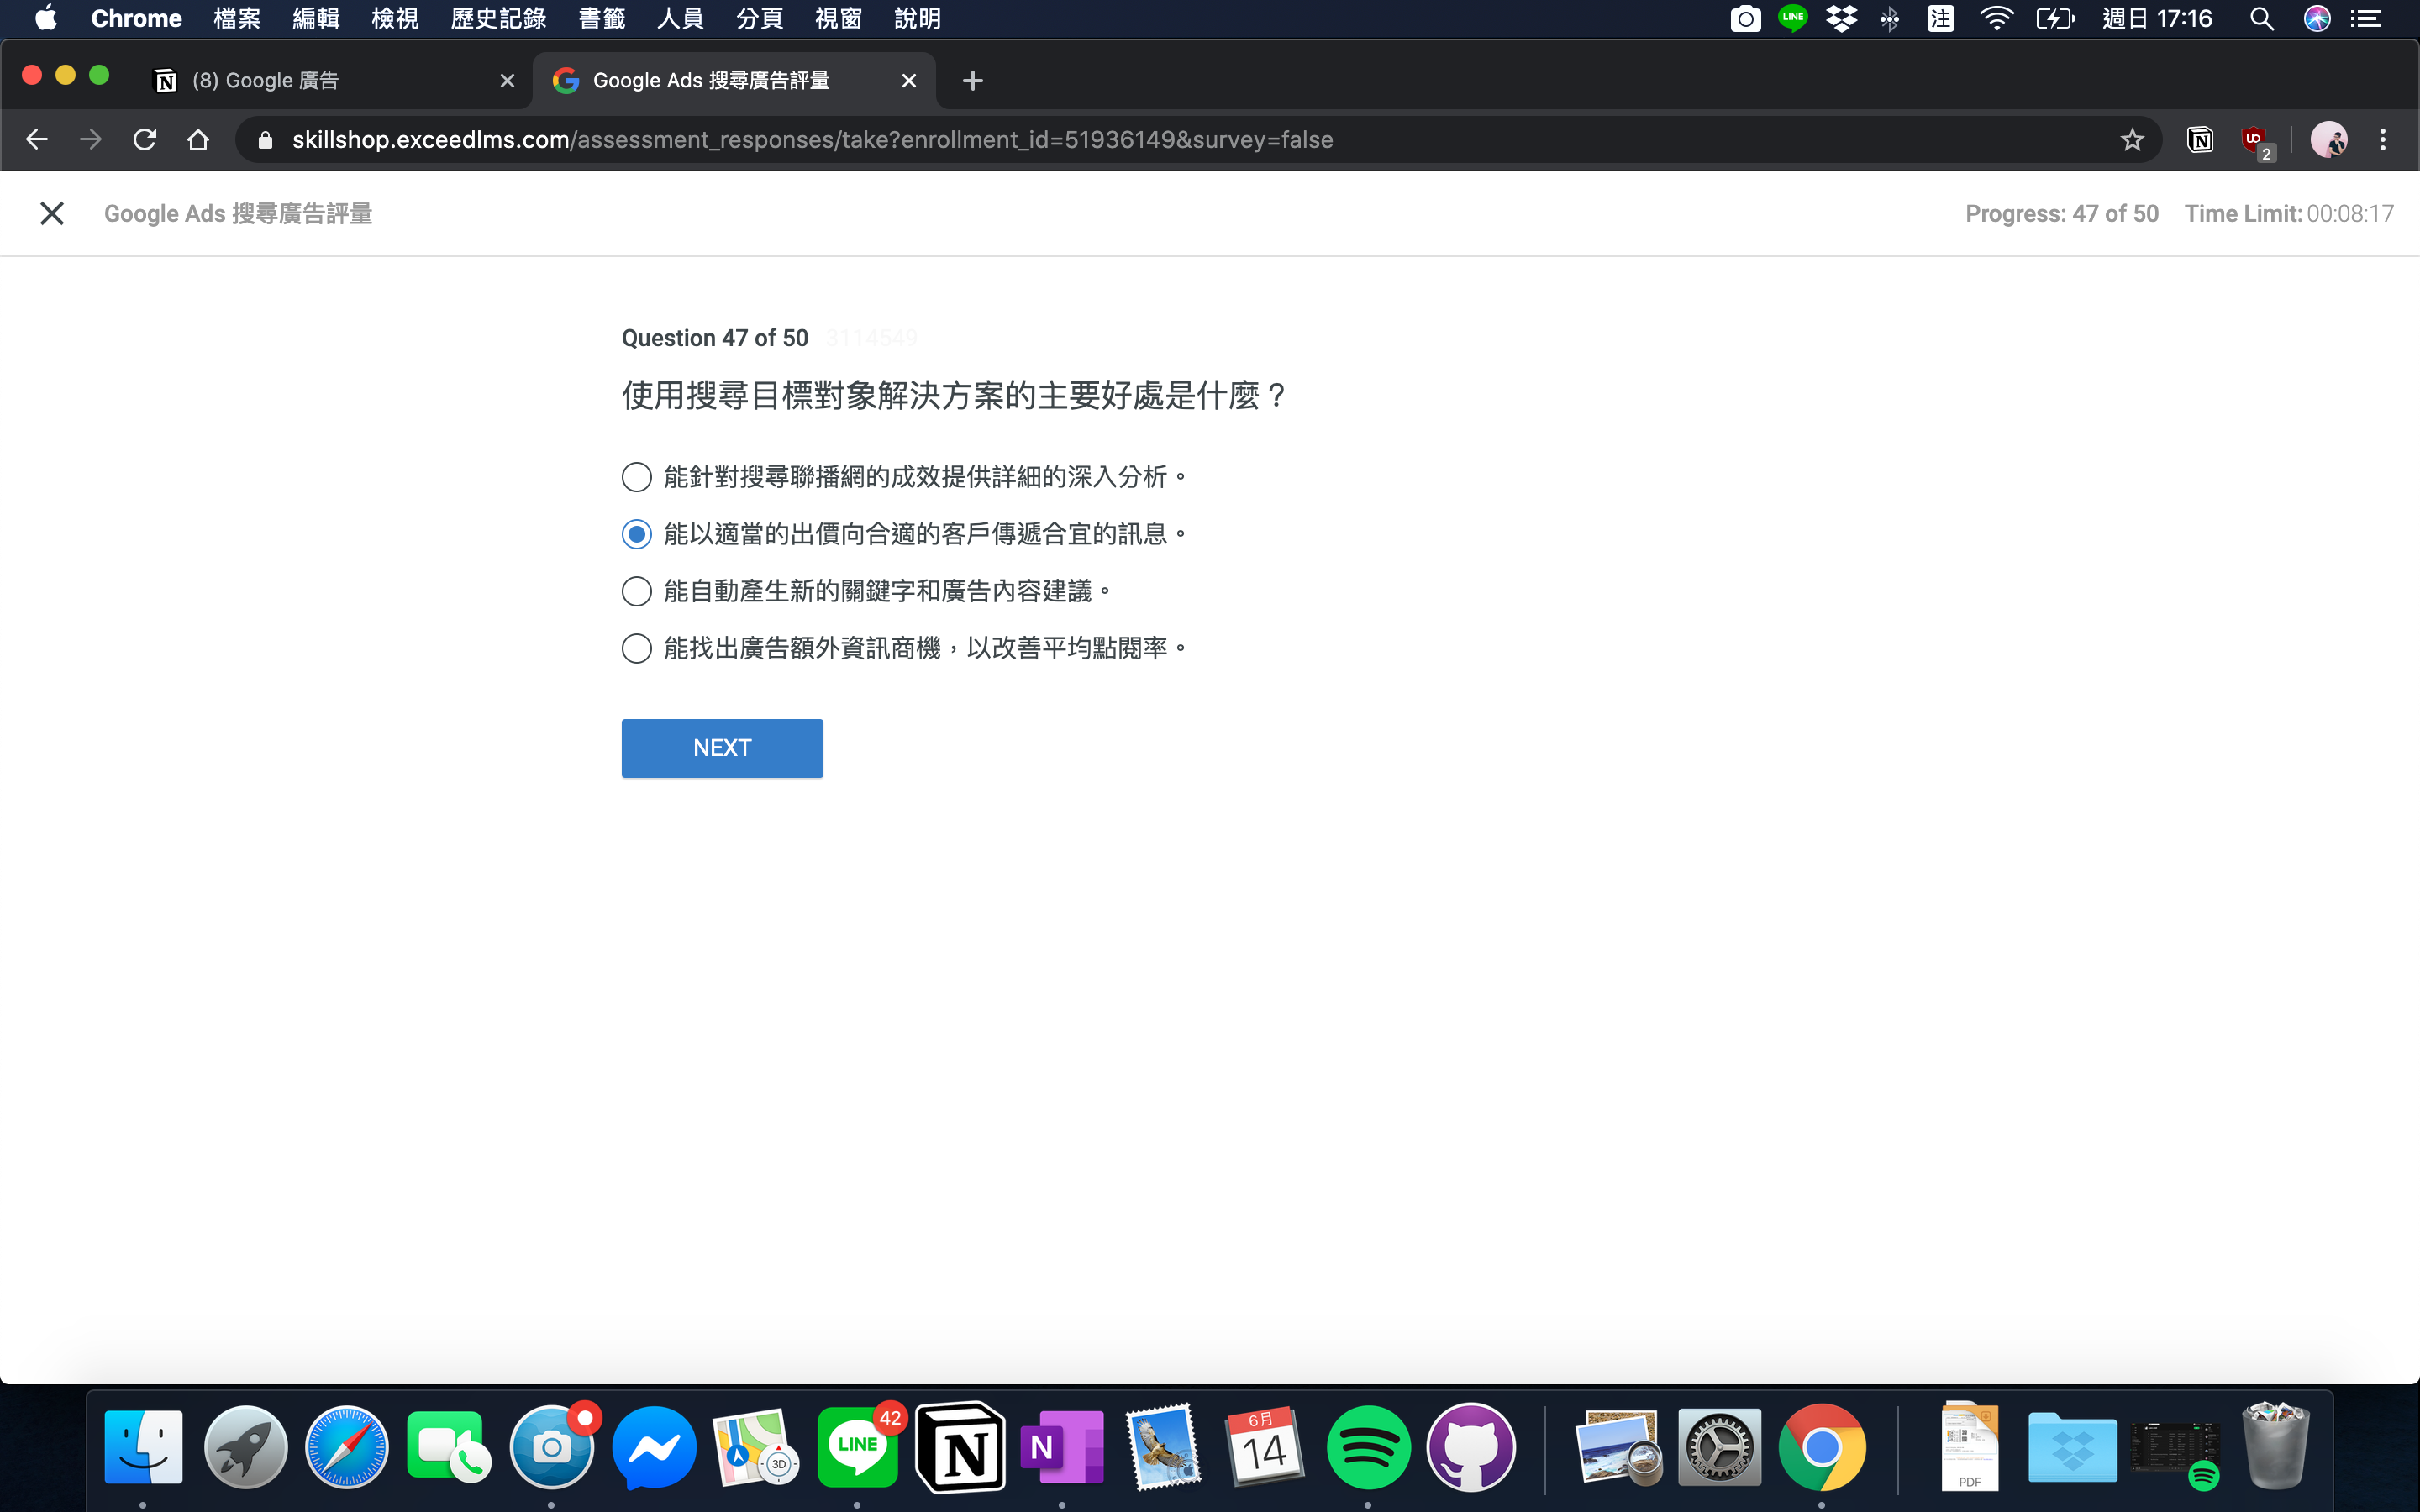 Chrome 檔案 編輯 檢視 歷史記錄 書籤 人員 分頁 視窗 說明 LINE 注 週日 17:16
(8) Google 廣告 Google Ads 搜尋廣告評量
skillshop.exceedlms.com/assessment_responses/take?enrollment_id=51936149&survey=false 2
Google Ads 搜尋廣告評量 Progress: 47 of 50 Time Limit: 00:08:17
Question 47 of 50 3114549
使用搜尋目標對象解決方案的主要好處是什麼？
能針對搜尋聯播網的成效提供詳細的深入分析。
能以適當的出價向合適的客戶傳遞合宜的訊息。
能自動產生新的關鍵字和廣告內容建議。
能找出廣告額外資訊商機，以改善平均點閱率。
NEXT
3D LINE 42 N N 6月 14 PDF